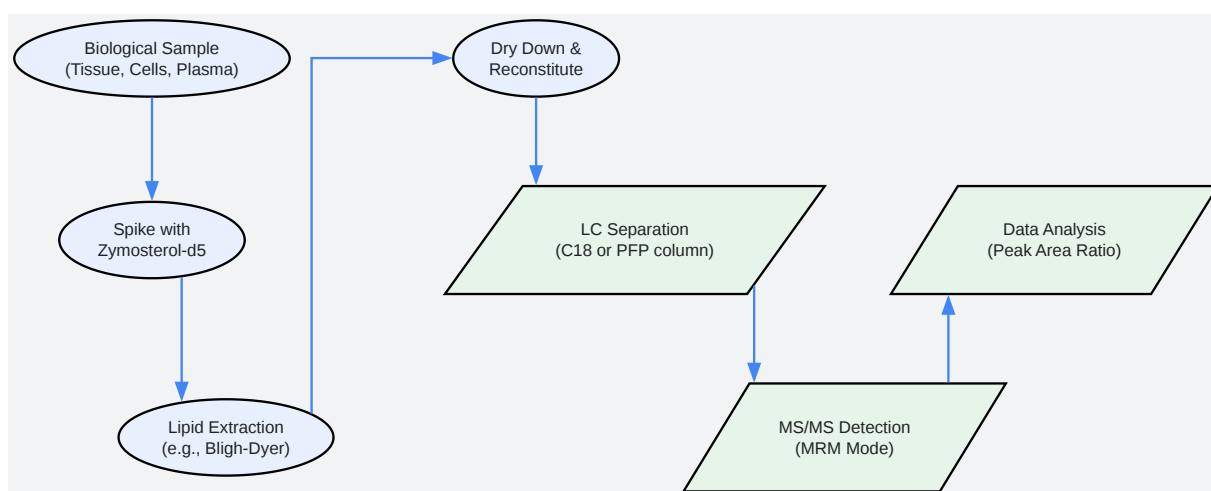 Biological Sample
(Tissue, Cells, Plasma)
Spike with
Zymosterol-d5
Lipid Extraction
(e.g., Bligh-Dyer)
Dry Down &
Reconstitute
LC Separation
(C18 or PFP column)
MS/MS Detection
(MRM Mode)
Data Analysis
(Peak Area Ratio)